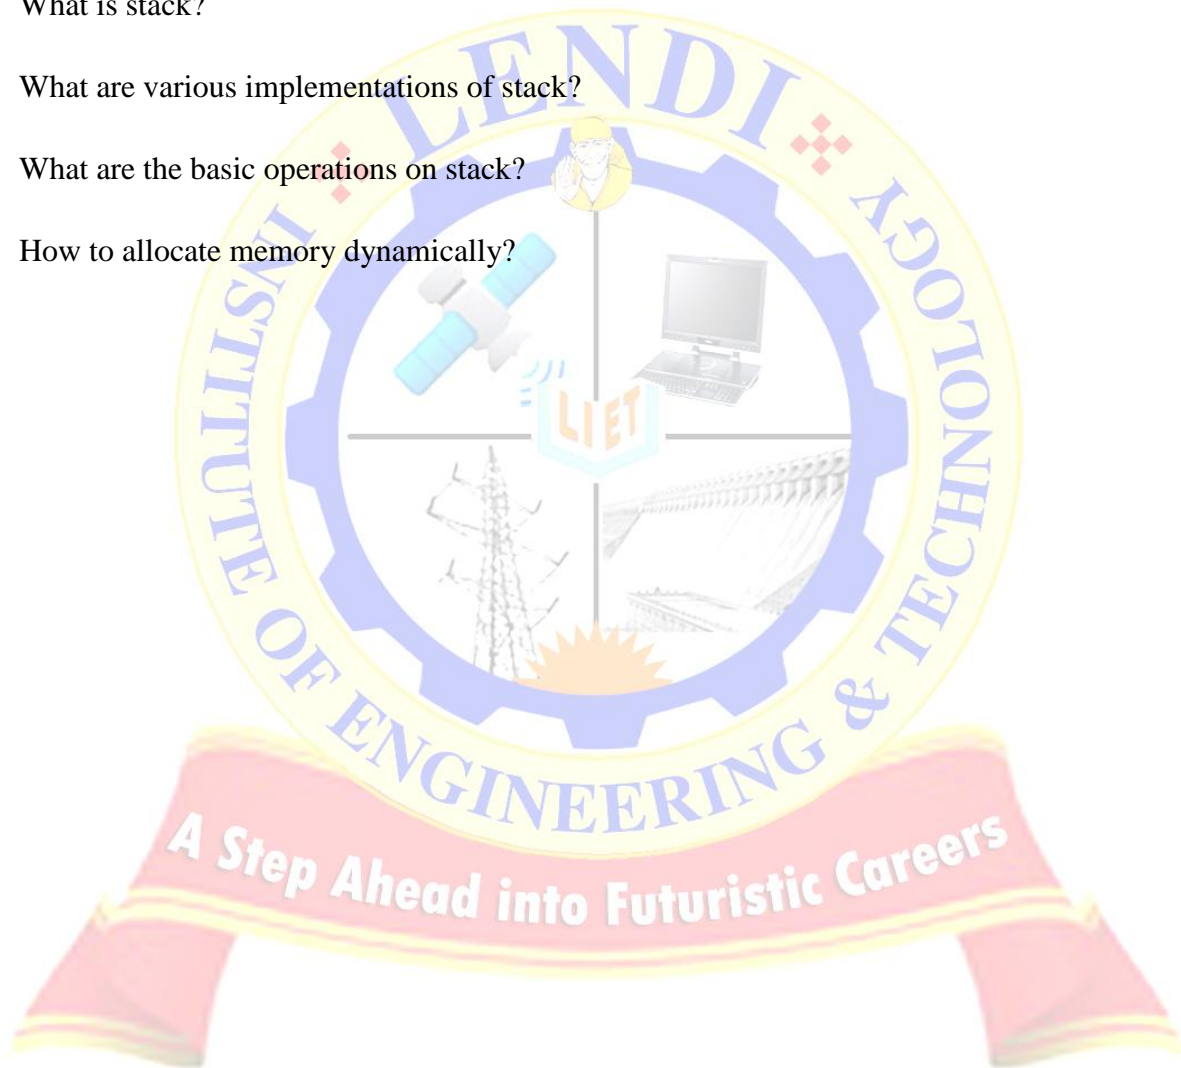 What is stack?
What are various implementations of stack?
What are the basic operations on stack?
How to allocate memory dynamically?
LENDI
INSTITUTE OF ENGINEERING & TECHNOLOGY
LIET
A Step Ahead into Futuristic Careers